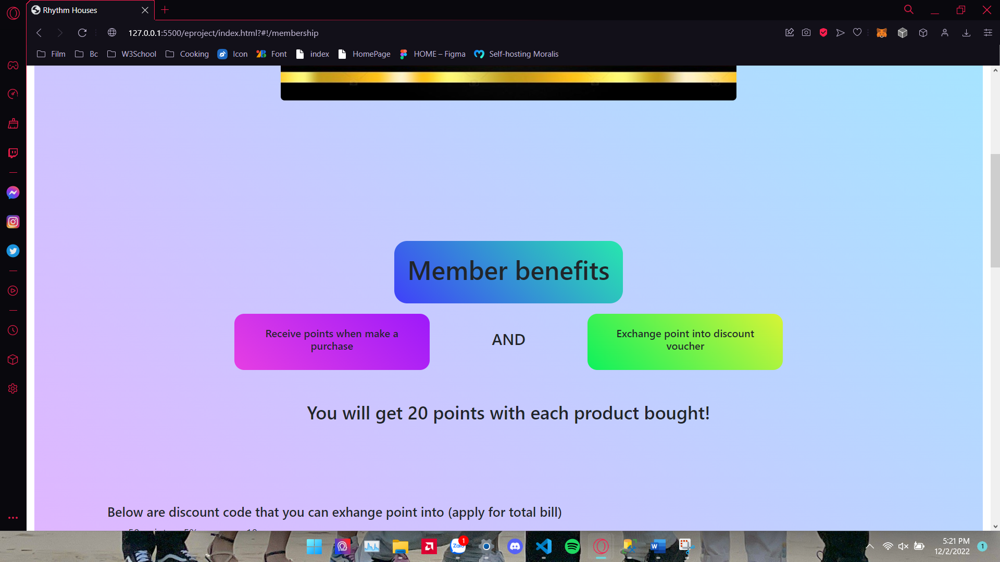 Rhythm Houses
127.0.0.1:5500/eproject/index.html?#!/membership
Film Bc W3School Cooking Icon Font index HomePage HOME – Figma Self-hosting Moralis
Member benefits
Receive points when make a
purchase
AND
Exchange point into discount
voucher
You will get 20 points with each product bought!
Below are discount code that you can exhange point into (apply for total bill)
Zalo
1
5:21 PM
12/2/2022
1